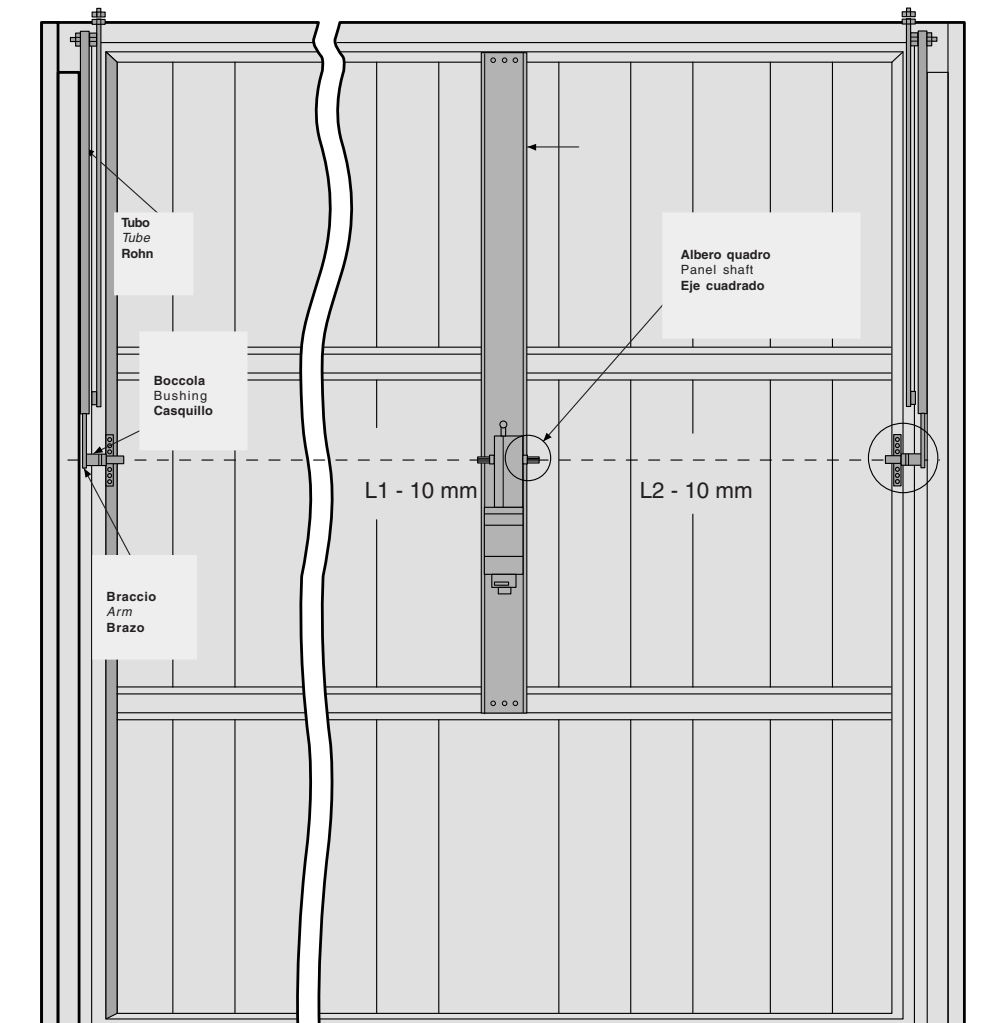 Tubo
Tube
Rohn
Albero quadro
Panel shaft
Eje cuadrado
Boccola
Bushing
Casquillo
L1 - 10 mm
L2 - 10 mm
Braccio
Arm
Brazo